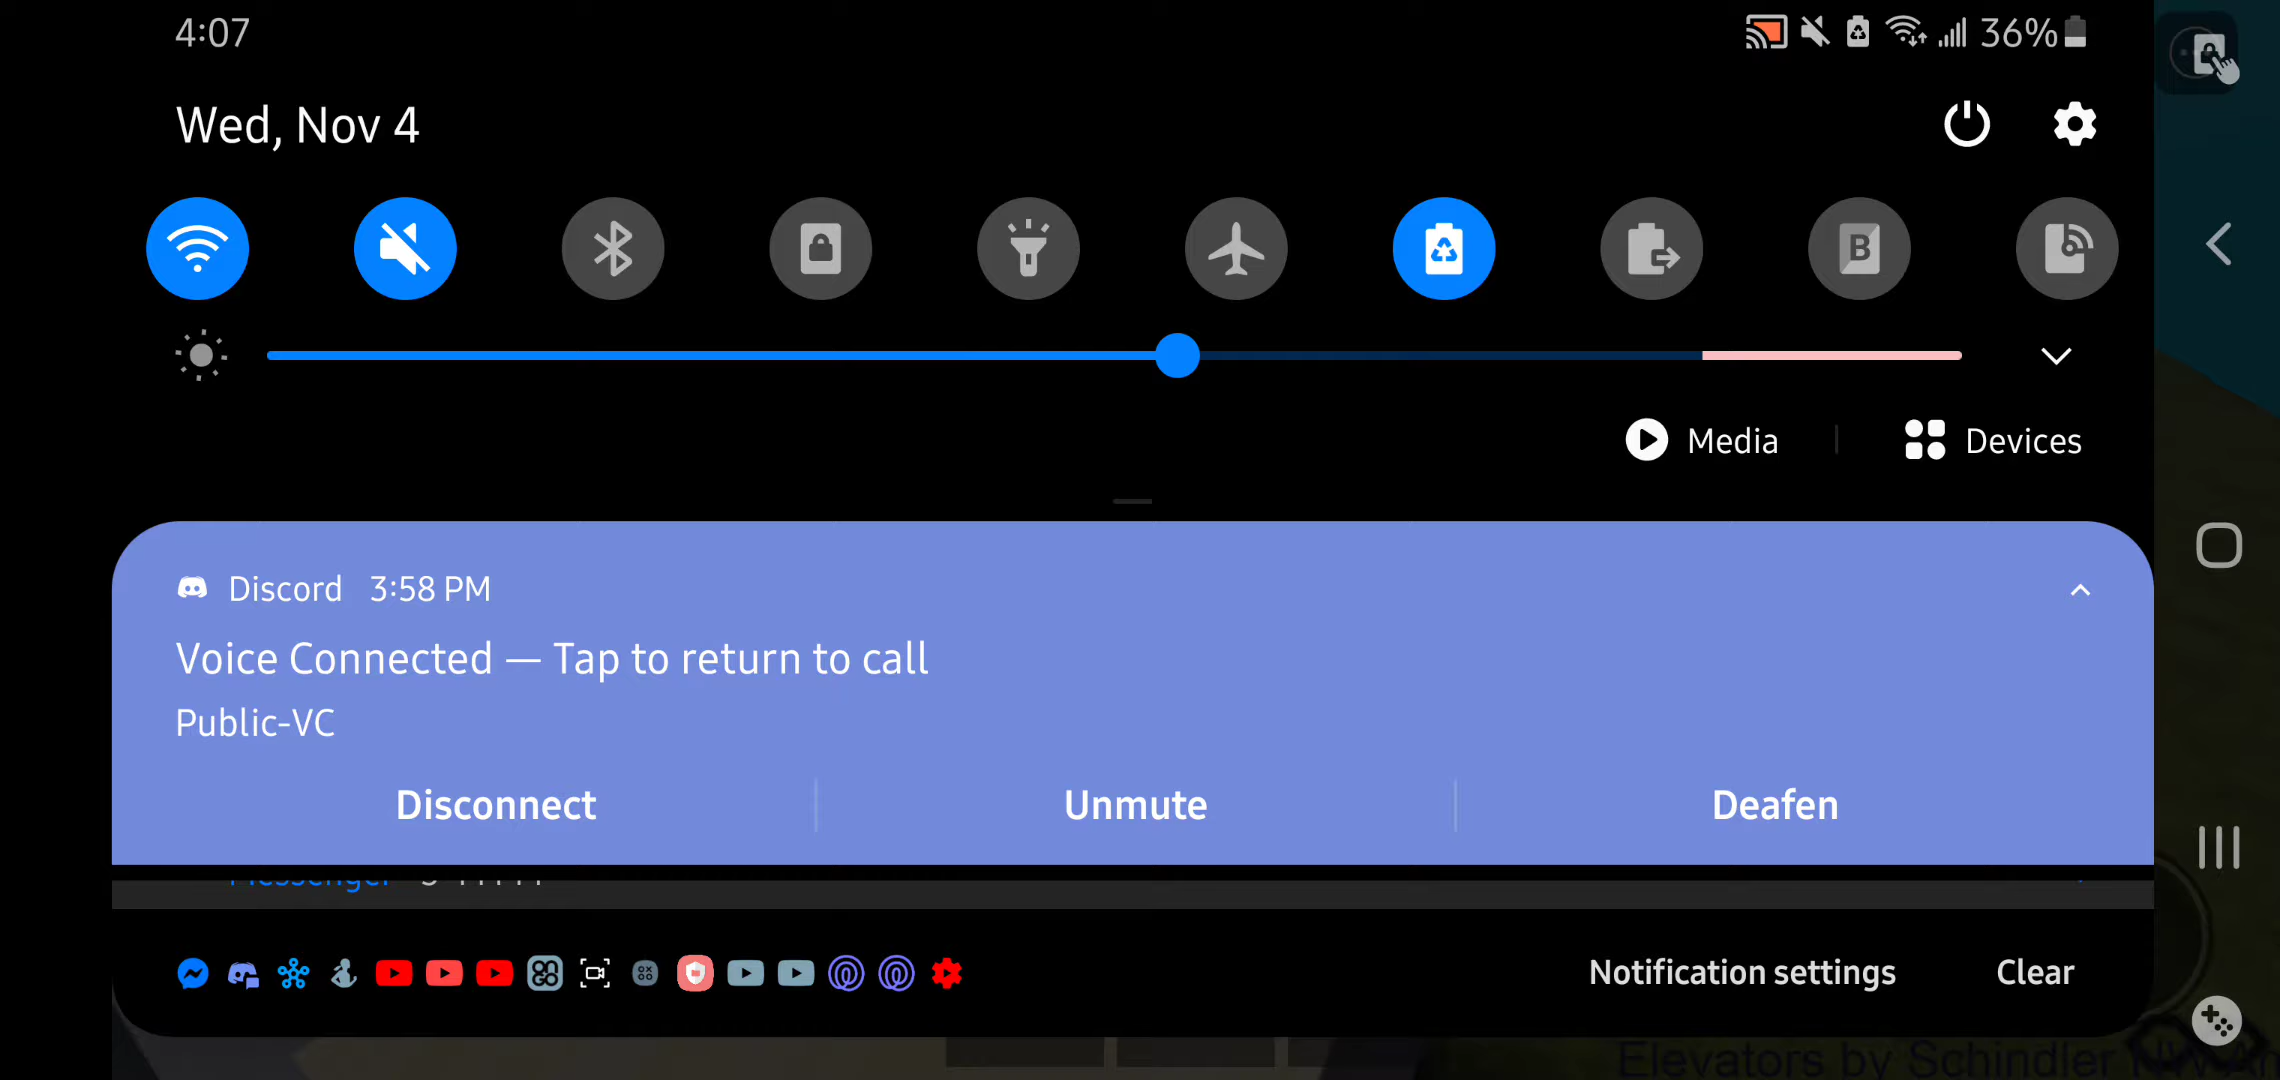 4:07
36%
Wed, Nov 4
B
Media
Devices
Discord 3:58 PM
Voice Connected — Tap to return to call
Public-VC
Disconnect
Unmute
Deafen
Messenger
Notification settings
Clear
Elevators by Schindler